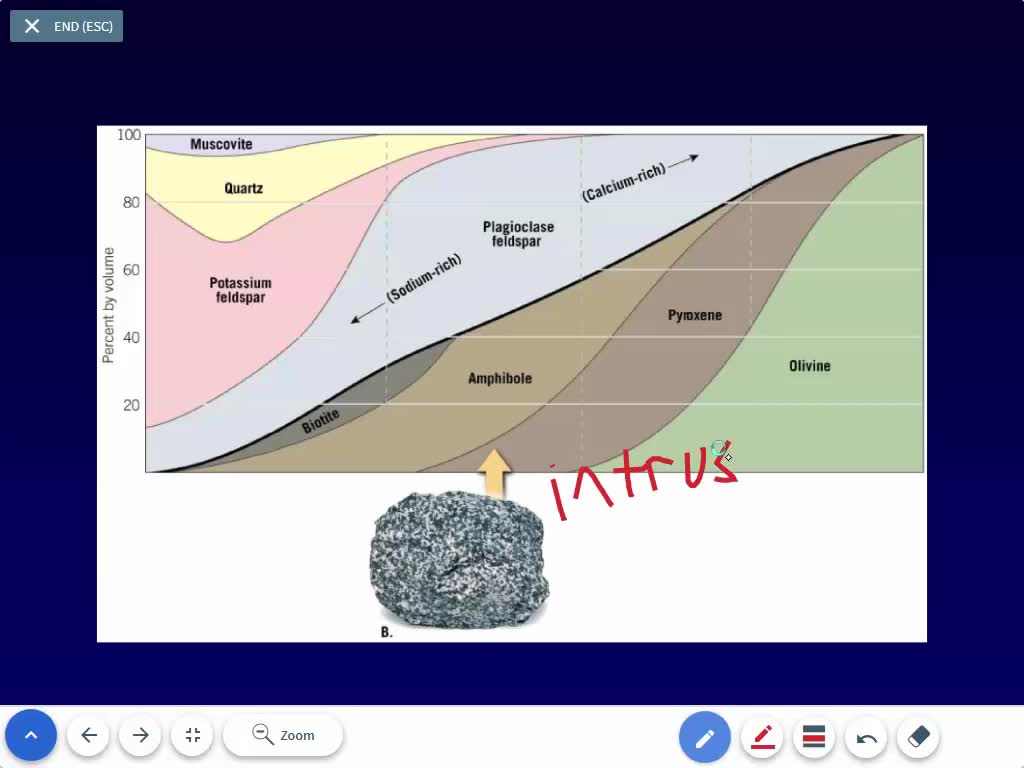 END (ESC)
100
Muscovite
Quartz
(Calcium-rich)
80
Plagioclase
feldspar
60
Potassium
feldspar
(Sodium-rich)
Percent by volume
40
Pyroxene
Olivine
Amphibole
20
Biotite
intrus
B.
Zoom